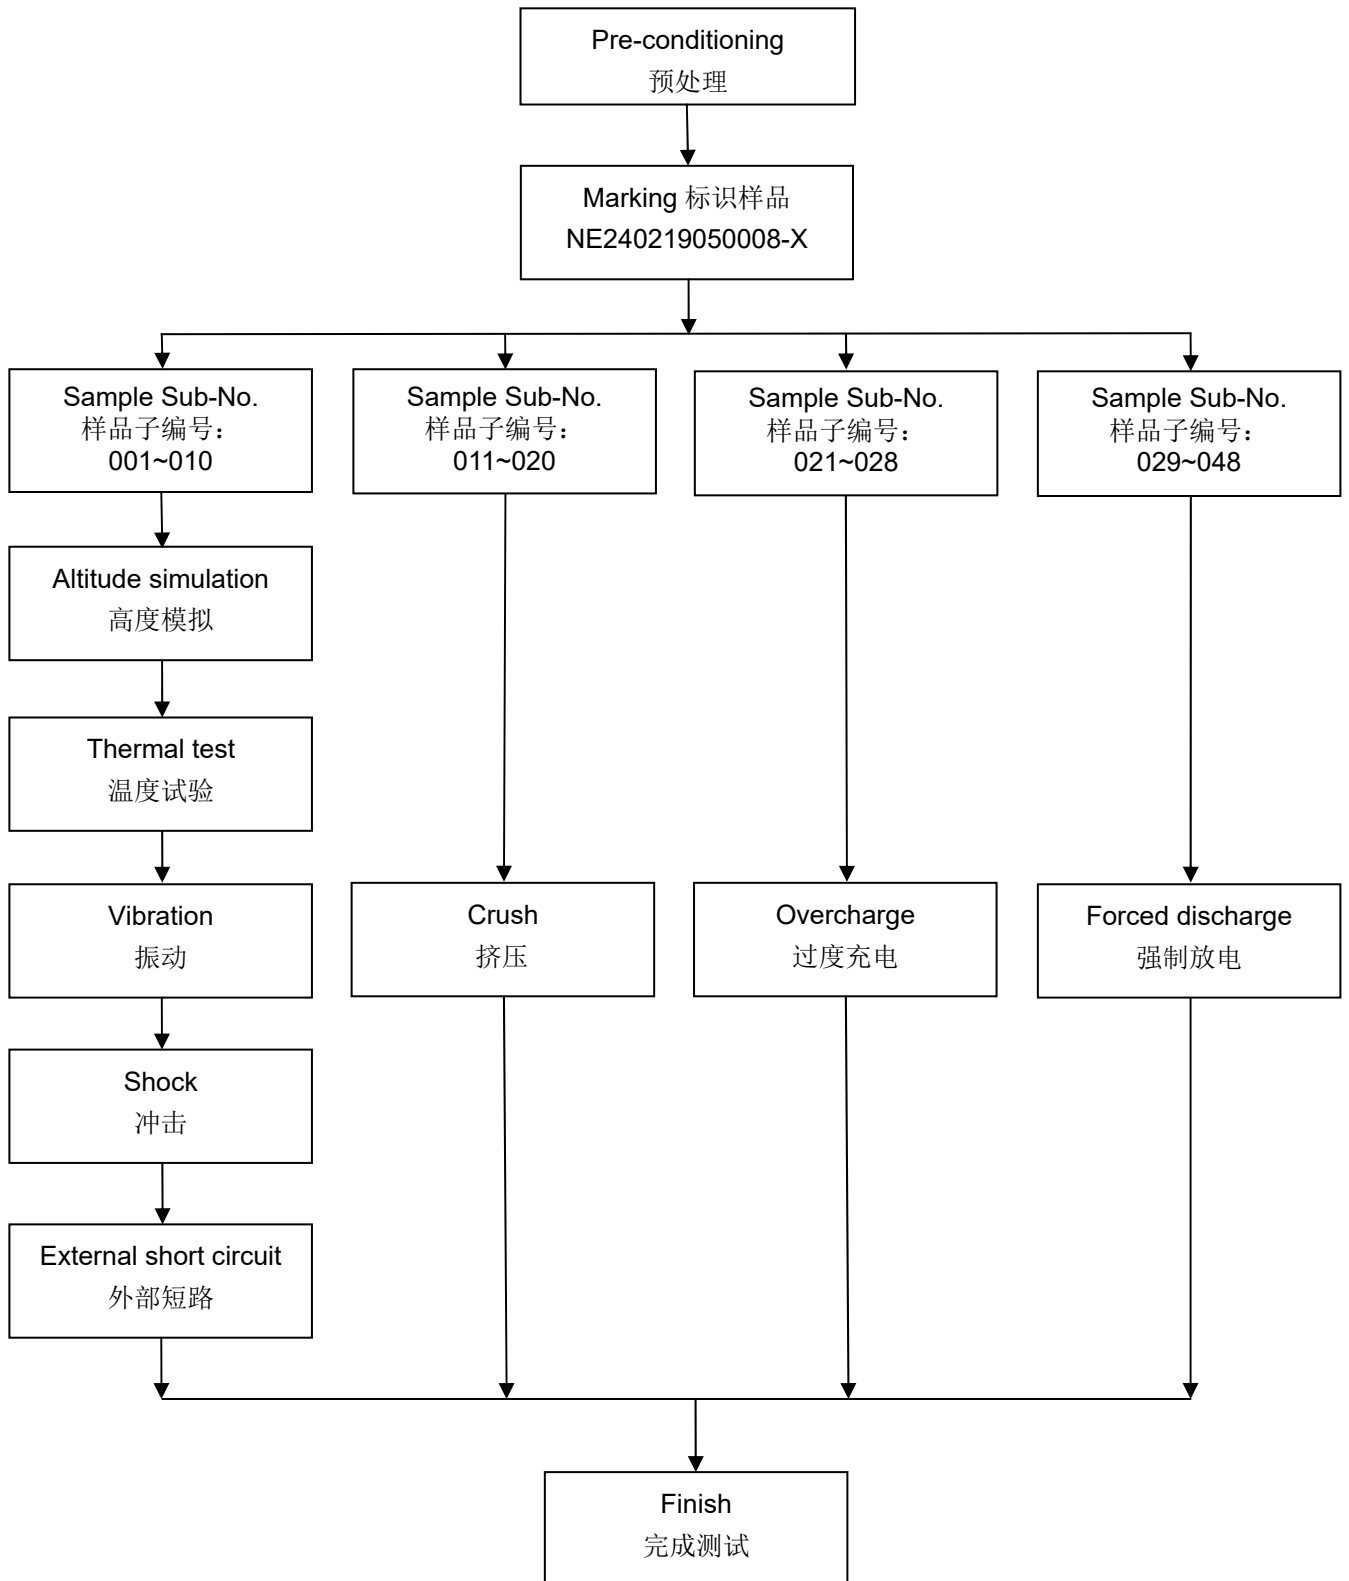 Pre-conditioning
预处理
Marking 标识样品
NE240219050008-X
Sample Sub-No.
样品子编号：
001~010
Sample Sub-No.
样品子编号：
011~020
Sample Sub-No.
样品子编号：
021~028
Sample Sub-No.
样品子编号：
029~048
Altitude simulation
高度模拟
Thermal test
温度试验
Vibration
振动
Crush
挤压
Overcharge
过度充电
Forced discharge
强制放电
Shock
冲击
External short circuit
外部短路
Finish
完成测试